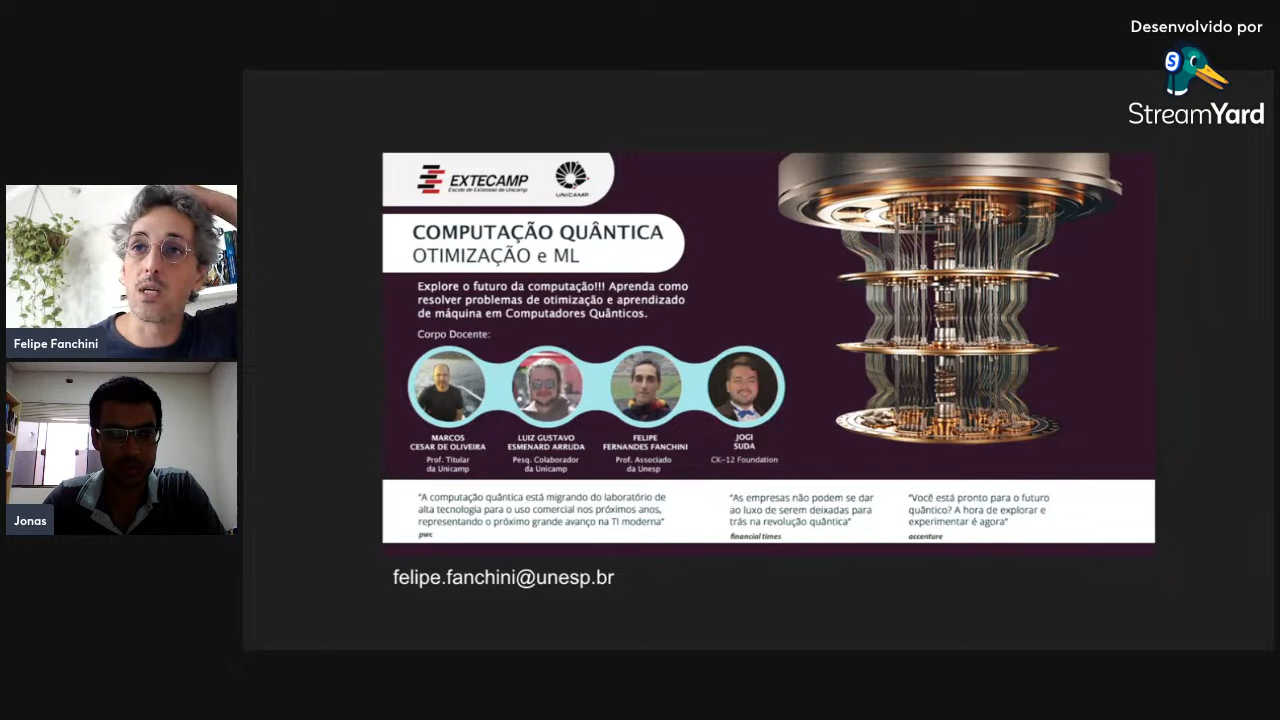 Desenvolvido por
StreamYard
EXTECAMP
Escola de Extensão da Unicamp
UNICAMP
COMPUTAÇÃO QUÂNTICA
OTIMIZAÇÃO e ML
Explore o futuro da computação!!! Aprenda como
resolver problemas de otimização e aprendizado
de máquina em Computadores Quânticos.
Corpo Docente:
MARCOS
CESAR DE OLIVEIRA
Prof. Titular
da Unicamp
LUIZ GUSTAVO
ESMENARD ARRUDA
Pesq. Colaborador
da Unicamp
FELIPE
FERNANDES FANCHINI
Prof. Associado
da Unesp
JOGI
SUDA
CK-12 Foundation
"A computação quântica está migrando do laboratório de
alta tecnologia para o uso comercial nos próximos anos,
representando o próximo grande avanço na TI moderna"
pwc
"As empresas não podem se dar
ao luxo de serem deixadas para
trás na revolução quântica"
financial times
"Você está pronto para o futuro
quântico? A hora de explorar e
experimentar é agora"
accenture
felipe.fanchini@unesp.br
Felipe Fanchini
Jonas